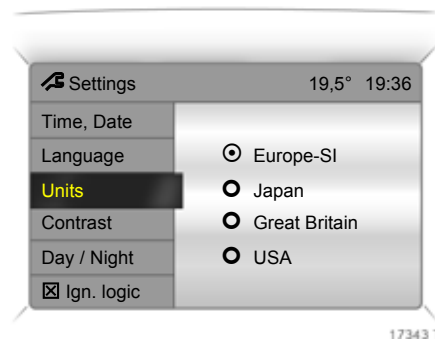 Settings 19,5° 19:36
Time, Date
Language
Units
Contrast
Day / Night
Ign. logic
Europe-SI
Japan
Great Britain
USA
17343